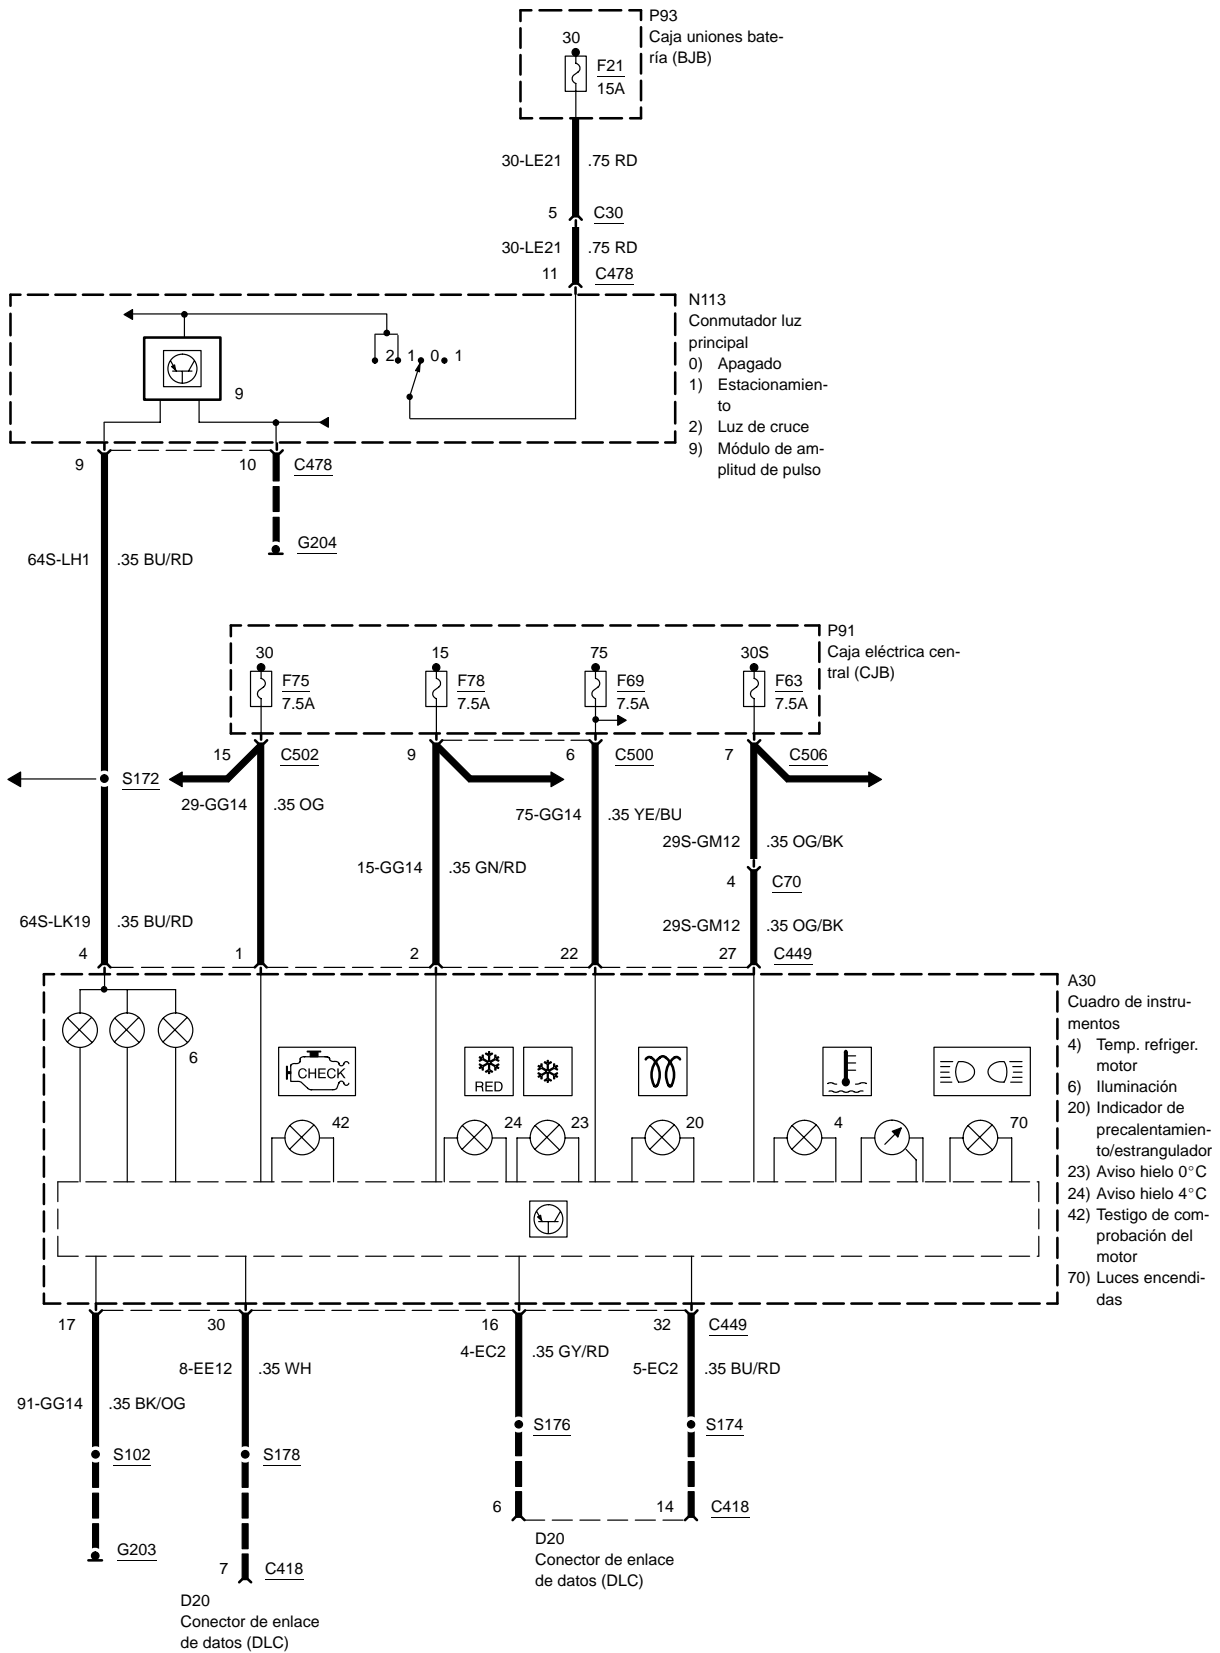 P93
Caja uniones bate-
ría (BJB)
30
F21
15A
30-LE21 .75 RD
5 C30
30-LE21 .75 RD
11 C478
N113
Conmutador luz
principal
0) Apagado
1) Estacionamien-
to
2) Luz de cruce
9) Módulo de am-
plitud de pulso
2 1 0 1
9
9 10 C478
G204
64S-LH1 .35 BU/RD
P91
Caja eléctrica cen-
tral (CJB)
30 15 75 30S
F75 F78 F69 F63
7.5A 7.5A 7.5A 7.5A
15 C502 9 6 C500 7 C506
S172
29-GG14 .35 OG
75-GG14 .35 YE/BU
29S-GM12 .35 OG/BK
15-GG14 .35 GN/RD
4 C70
64S-LK19 .35 BU/RD
29S-GM12 .35 OG/BK
4 1 2 22 27 C449
A30
Cuadro de instru-
mentos
4) Temp. refriger.
motor
6) Iluminación
20) Indicador de
precalentamien-
to/estrangulador
23) Aviso hielo 0°C
24) Aviso hielo 4°C
42) Testigo de com-
probación del
motor
70) Luces encendi-
das
6
CHECK
RED
42 24 23 20 4 70
17 30 16 32 C449
4-EC2 .35 GY/RD
8-EE12 .35 WH
5-EC2 .35 BU/RD
91-GG14 .35 BK/OG
S176 S174
S102 S178
6 14 C418
D20
Conector de enlace
de datos (DLC)
G203
7 C418
D20
Conector de enlace
de datos (DLC)